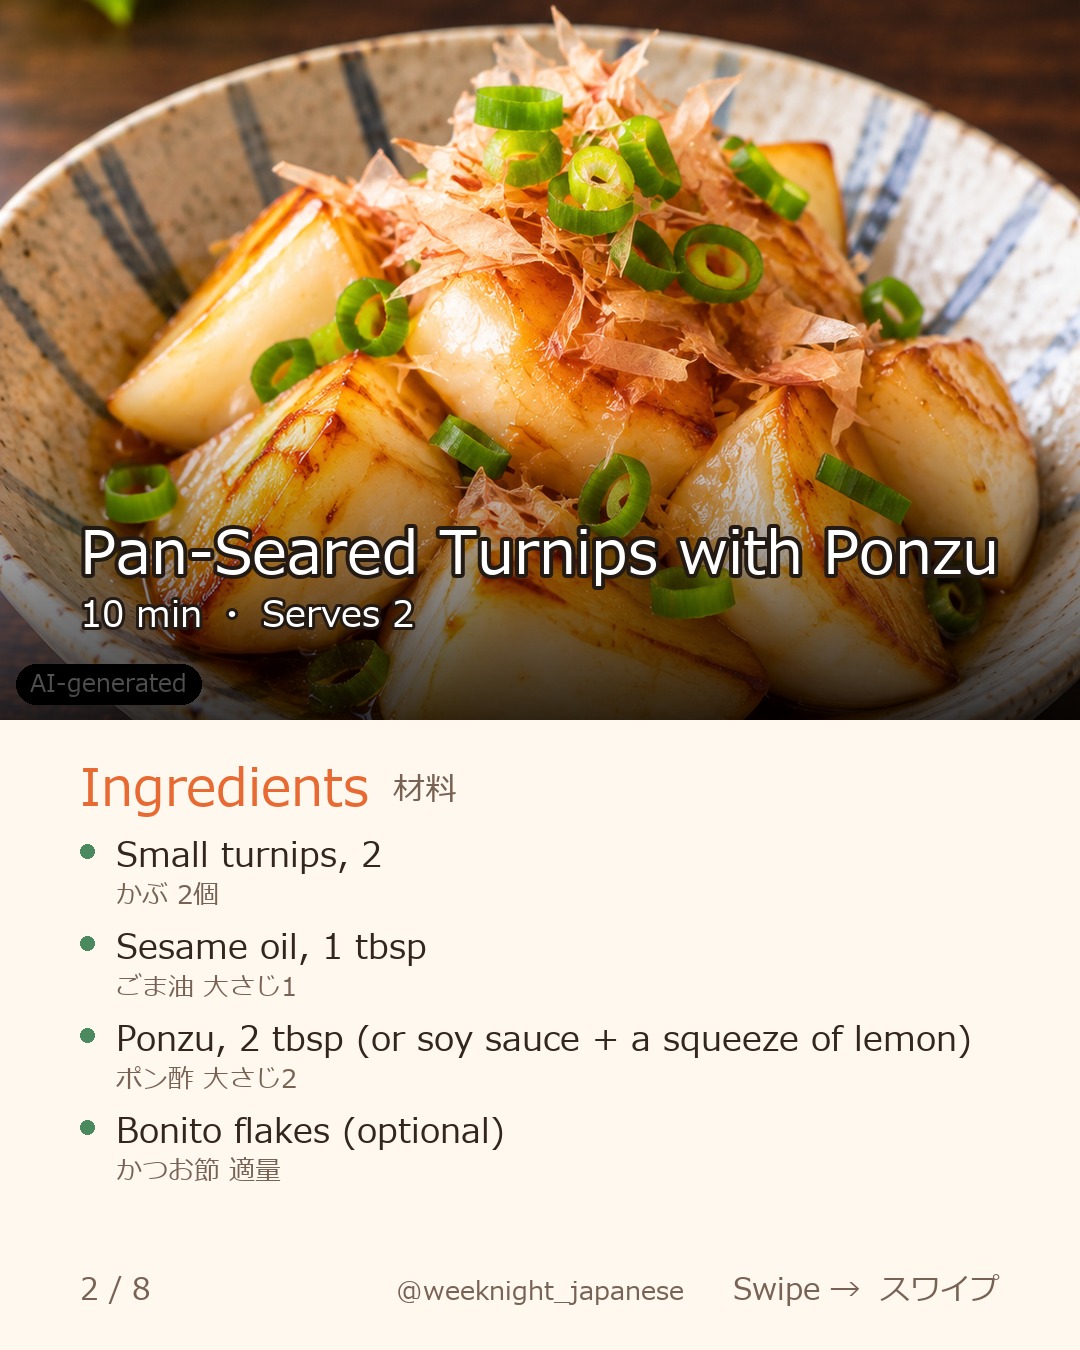 Pan-Seared Turnips with Ponzu
10 min ・ Serves 2
AI-generated
Ingredients 材料
Small turnips, 2
かぶ 2個
Sesame oil, 1 tbsp
ごま油 大さじ1
Ponzu, 2 tbsp (or soy sauce + a squeeze of lemon)
ポン酢 大さじ2
Bonito flakes (optional)
かつお節 適量
2 / 8 @weeknight_japanese Swipe → スワイプ